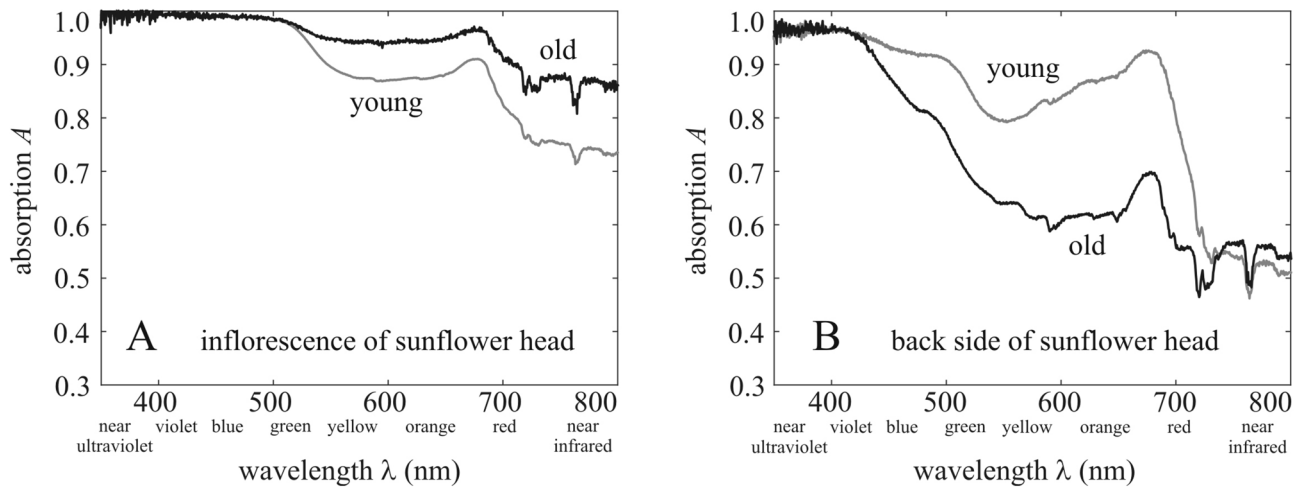 1.0
0.9
0.8
0.7
0.6
0.5
0.4
0.3
absorption A
old
young
A inflorescence of sunflower head
400 500 600 700 800
near ultraviolet violet blue green yellow orange red near infrared
wavelength λ (nm)
1.0
0.9
0.8
0.7
0.6
0.5
0.4
0.3
absorption A
young
old
B back side of sunflower head
400 500 600 700 800
near ultraviolet violet blue green yellow orange red near infrared
wavelength λ (nm)